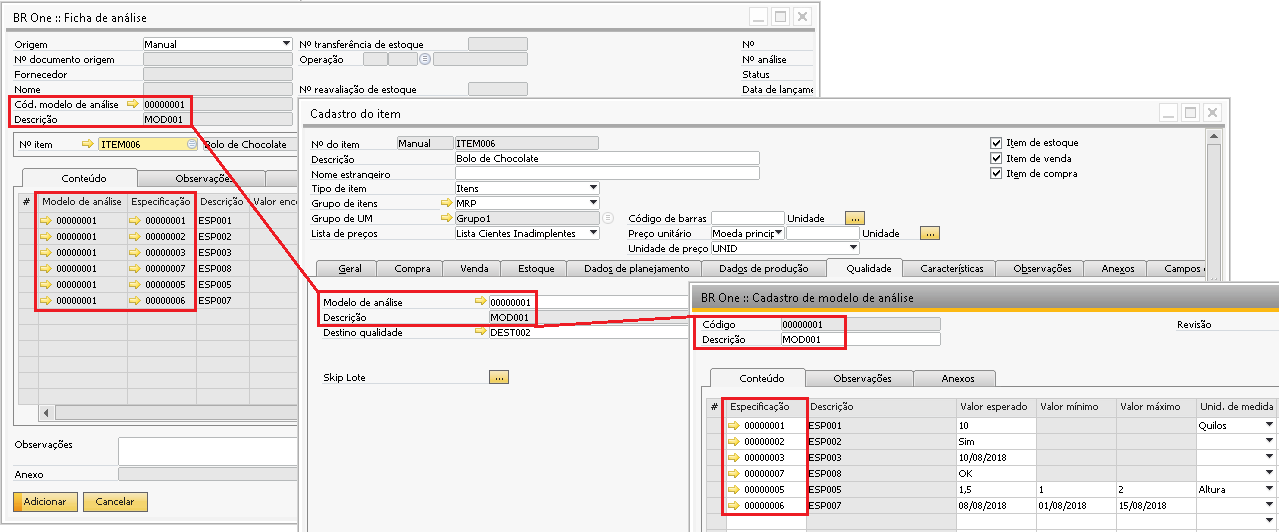 BR One :: Ficha de análise
Origem Manual Nº transferência de estoque Nº
Nº documento origem Operação Nº análise
Fornecedor Status
Nome Nº reavaliação de estoque Data de lançame
Cód. modelo de análise 00000001
Descrição MOD001
Nº item ITEM006 Bolo de Chocolate
Conteúdo Observações
# Modelo de análise Especificação Descrição Valor enc
00000001 00000001 ESP001
00000001 00000002 ESP002
00000001 00000003 ESP003
00000001 00000007 ESP008
00000001 00000005 ESP005
00000001 00000006 ESP007
Observações
Anexo
Adicionar Cancelar
Cadastro do item
Nº do item Manual ITEM006 Item de estoque
Descrição Bolo de Chocolate Item de venda
Nome estrangeiro Item de compra
Tipo de item Itens
Grupo de itens MRP
Grupo de UM Grupo1 Código de barras Unidade ...
Lista de preços Lista Cientes Inadimplentes Preço unitário Moeda princip Unidade ...
Unidade de preço UNID
Geral Compra Venda Estoque Dados de planejamento Dados de produção Qualidade Características Observações Anexos Campos
Modelo de análise 00000001
Descrição MOD001
Destino qualidade DEST002
Skip Lote ...
BR One :: Cadastro de modelo de análise
Código 00000001 Revisão
Descrição MOD001
Conteúdo Observações Anexos
# Especificação Descrição Valor esperado Valor mínimo Valor máximo Unid. de medida
00000001 ESP001 10 Quilos
00000002 ESP002 Sim
00000003 ESP003 10/08/2018
00000007 ESP008 OK
00000005 ESP005 1,5 1 2 Altura
00000006 ESP007 08/08/2018 01/08/2018 15/08/2018